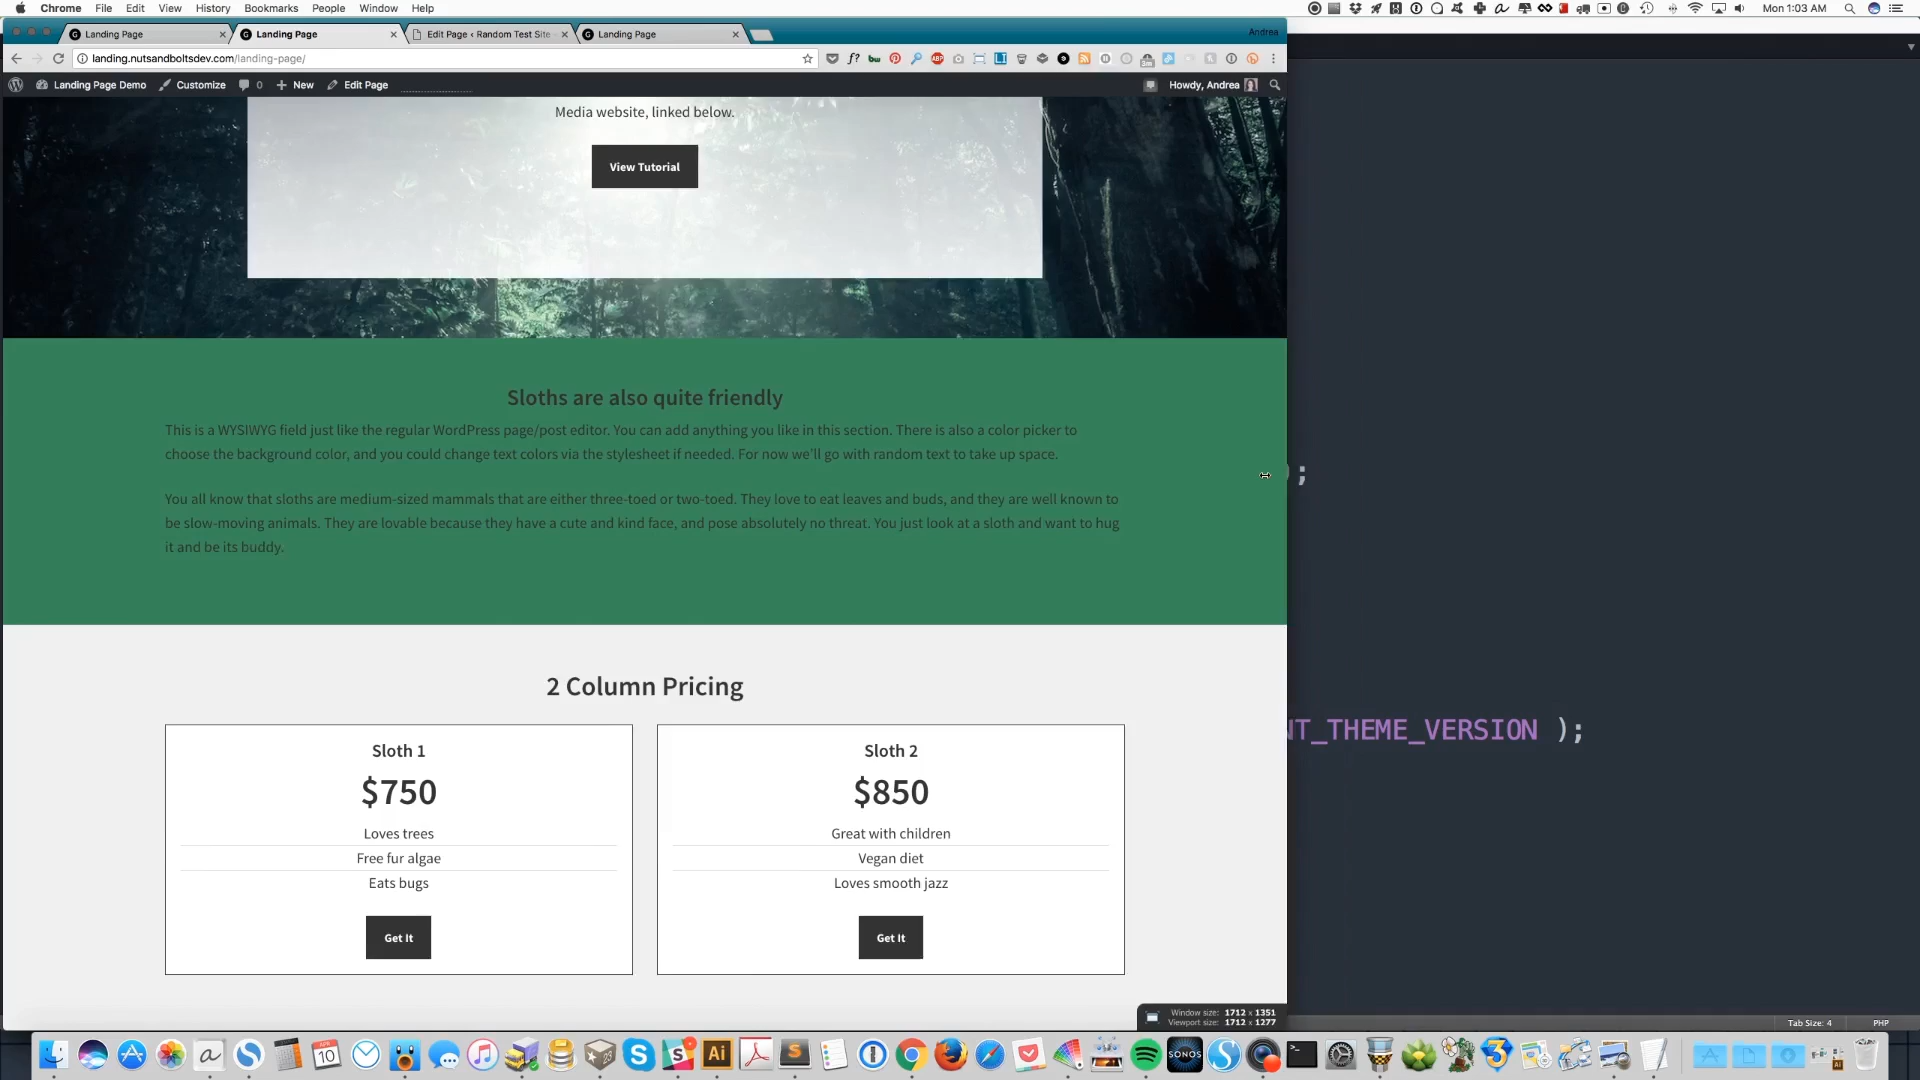 Chrome File Edit View History Bookmarks People Window Help
Mon 1:03 AM
Landing Page
Landing Page
Edit Page ‹ Random Test Site
Landing Page
Andrea
landing.nutsandboltsdev.com/landing-page/
Landing Page Demo Customize 0 New Edit Page
Howdy, Andrea
Media website, linked below.
View Tutorial
Sloths are also quite friendly
This is a WYSIWYG field just like the regular WordPress page/post editor. You can add anything you like in this section. There is also a color picker to
choose the background color, and you could change text colors via the stylesheet if needed. For now we'll go with random text to take up space.
You all know that sloths are medium-sized mammals that are either three-toed or two-toed. They love to eat leaves and buds, and they are well known to
be slow-moving animals. They are lovable because they have a cute and kind face, and pose absolutely no threat. You just look at a sloth and want to hug
it and be its buddy.
);
NT_THEME_VERSION );
2 Column Pricing
Sloth 1
$750
Loves trees
Free fur algae
Eats bugs
Get It
Sloth 2
$850
Great with children
Vegan diet
Loves smooth jazz
Get It
Window size: 1712 x 1351
Viewport size: 1712 x 1277
Tab Size: 4 PHP
SONOS